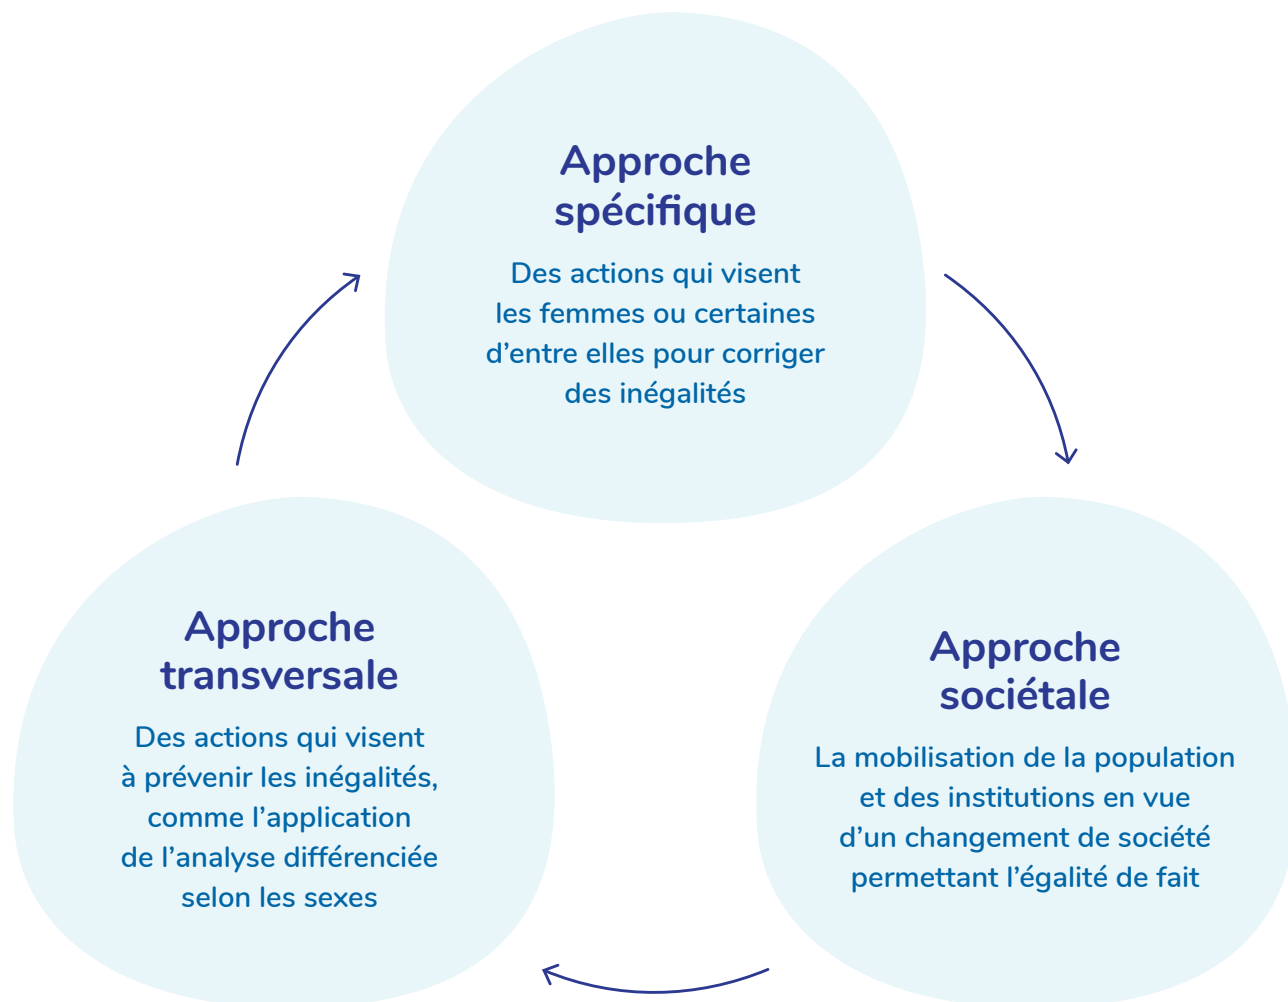 Approche
spécifique
Des actions qui visent
les femmes ou certaines
d’entre elles pour corriger
des inégalités
Approche
transversale
Des actions qui visent
à prévenir les inégalités,
comme l’application
de l’analyse différenciée
selon les sexes
Approche
sociétale
La mobilisation de la population
et des institutions en vue
d’un changement de société
permettant l’égalité de fait